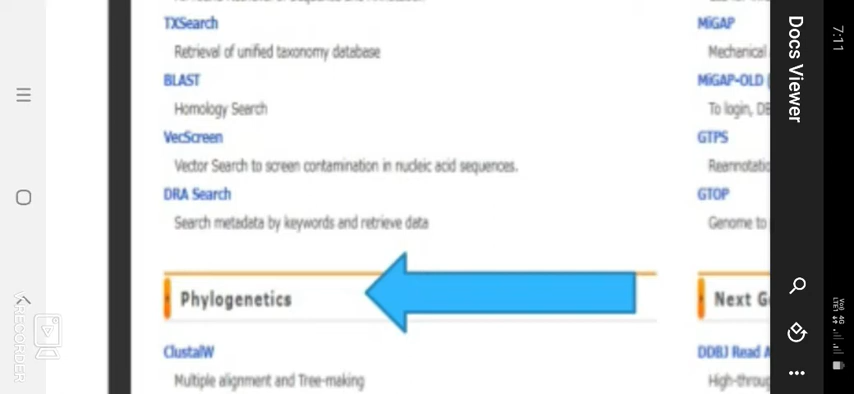 TXSearch
Retrieval of unified taxonomy database
BLAST
Homology Search
VecScreen
Vector Search to screen contamination in nucleic acid sequences.
DRA Search
Search metadata by keywords and retrieve data
Phylogenetics
ClustalW
Multiple alignment and Tree-making
MiGAP
Mechanical
MiGAP-OLD
To login,
GTPS
GTOP
Genome to
Next
DDBJ Read
Docs Viewer
7:11
RECORDER